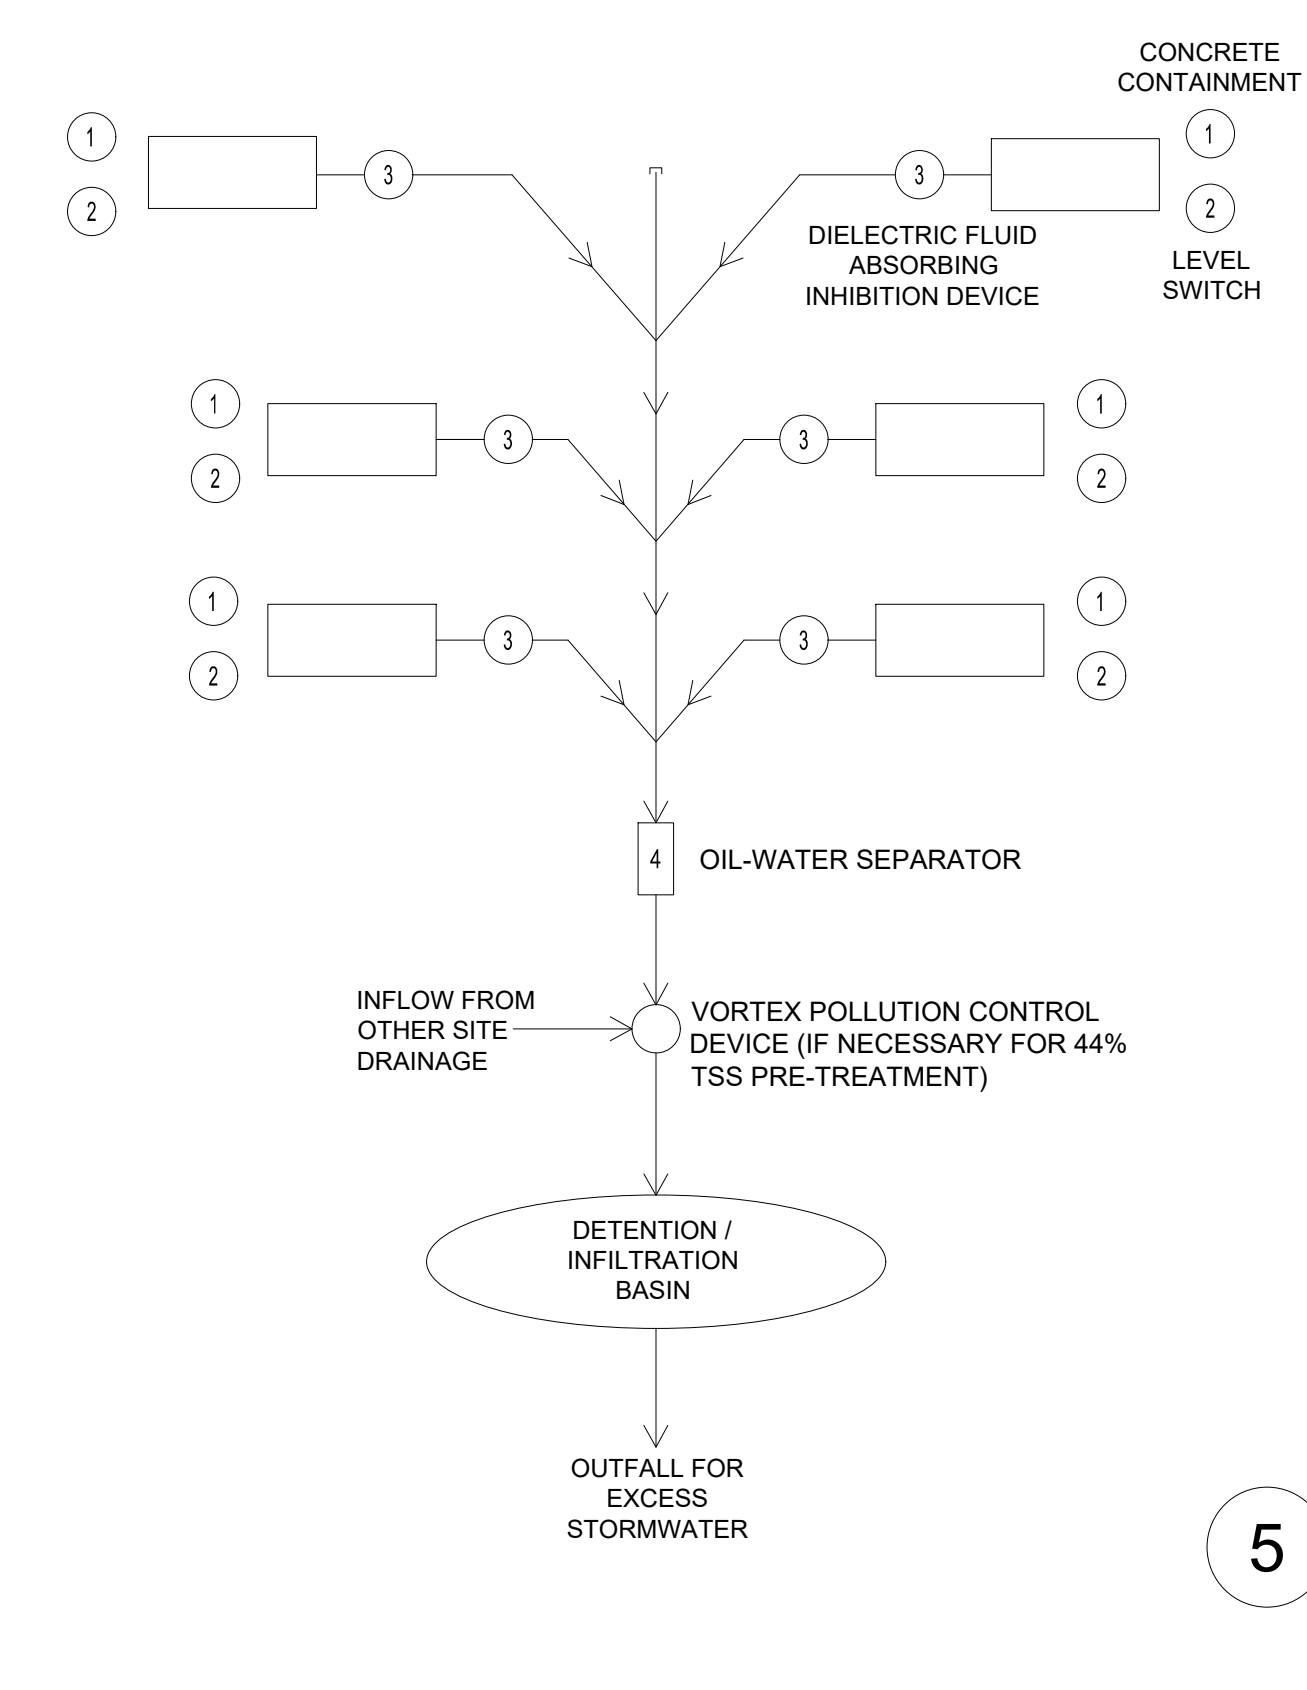 CONCRETE
CONTAINMENT
1
1
3
3
2
2
DIELECTRIC FLUID
ABSORBING
INHIBITION DEVICE
LEVEL
SWITCH
1
1
3
3
2
2
1
1
3
3
2
2
4
OIL-WATER SEPARATOR
INFLOW FROM
OTHER SITE
DRAINAGE
VORTEX POLLUTION CONTROL
DEVICE (IF NECESSARY FOR 44%
TSS PRE-TREATMENT)
DETENTION /
INFILTRATION
BASIN
OUTFALL FOR
EXCESS
STORMWATER
5